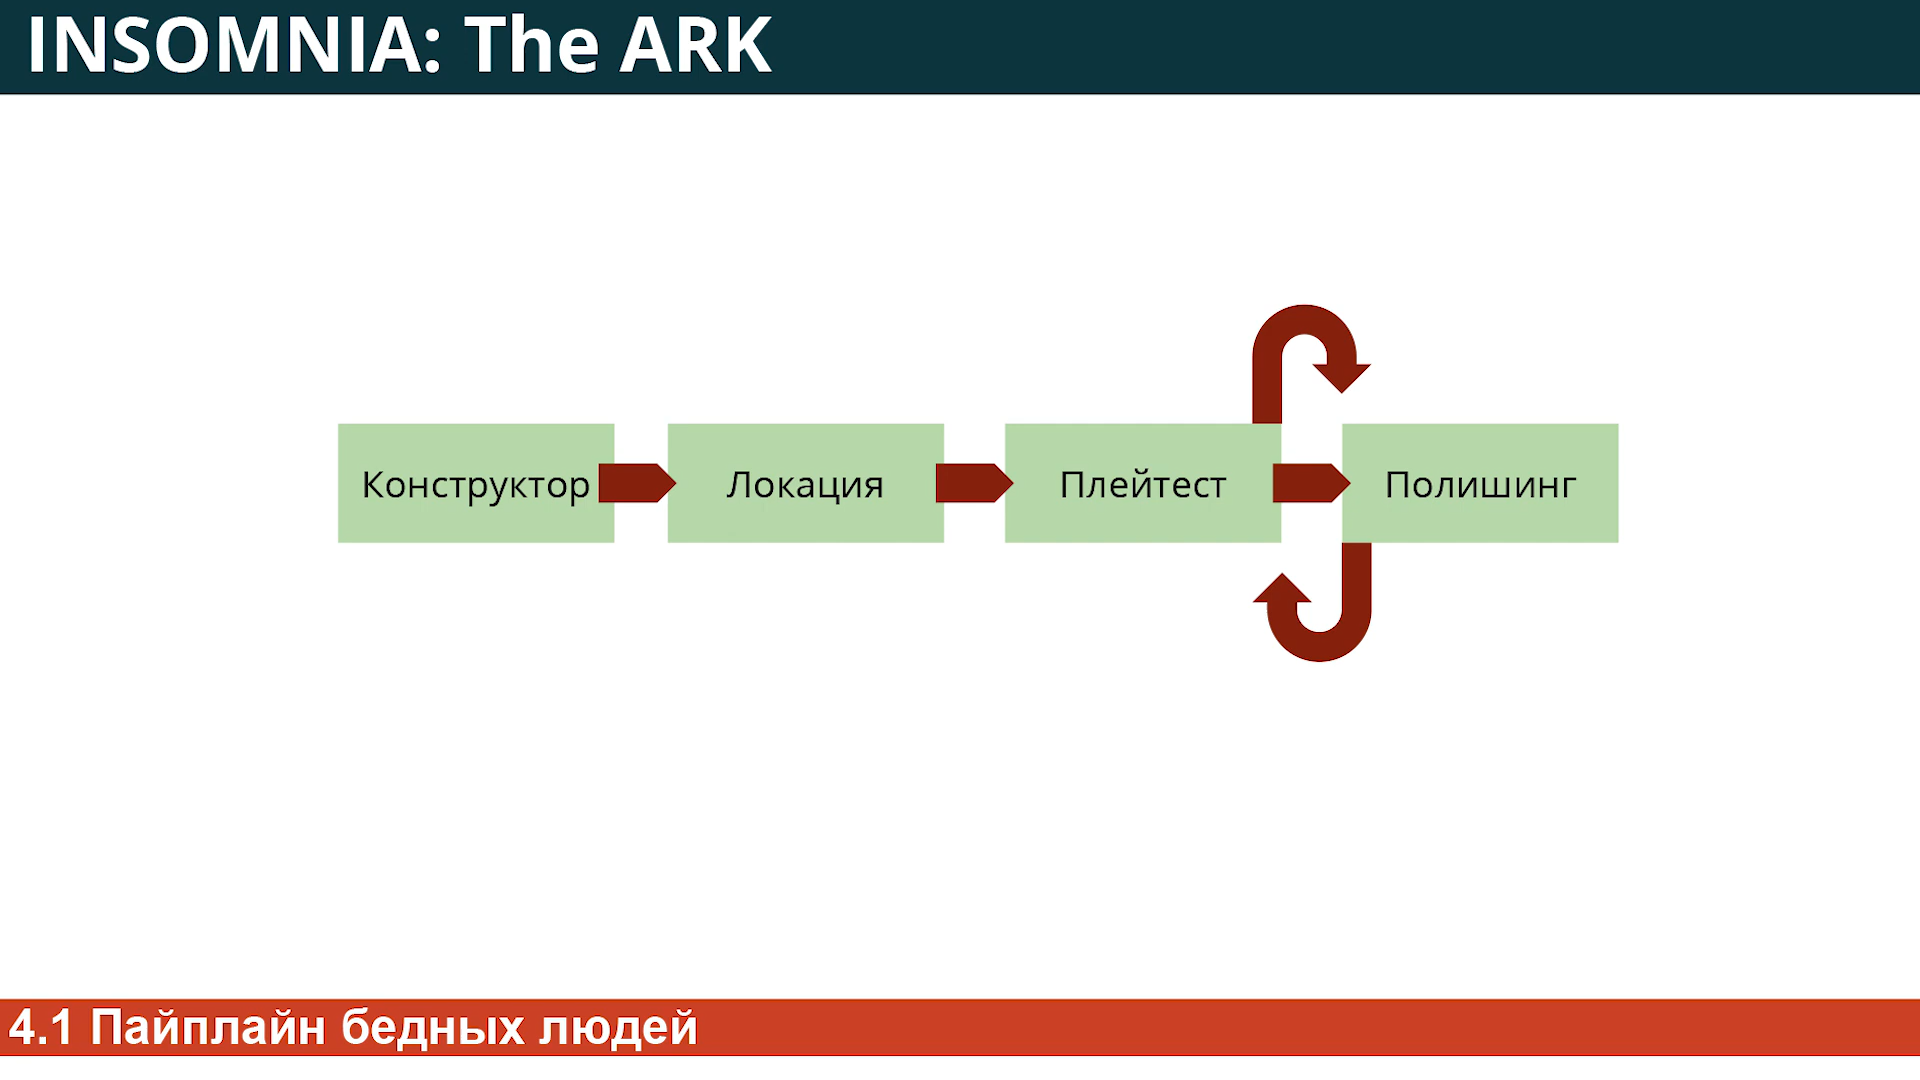 INSOMNIA: The ARK
Конструктор
Локация
Плейтест
Полишинг
4.1 Пайплайн бедных людей